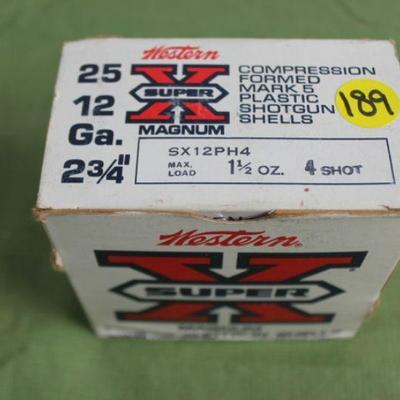 Western
25
12
Ga.
2¾"
X
SUPER
MAGNUM
COMPRESSION
FORMED
MARK 5
PLASTIC
SHOTGUN
SHELLS
189
SX12PH4
MAX.
LOAD
1½ OZ.
4 SHOT
Western
X
SUPER
MAGNUM